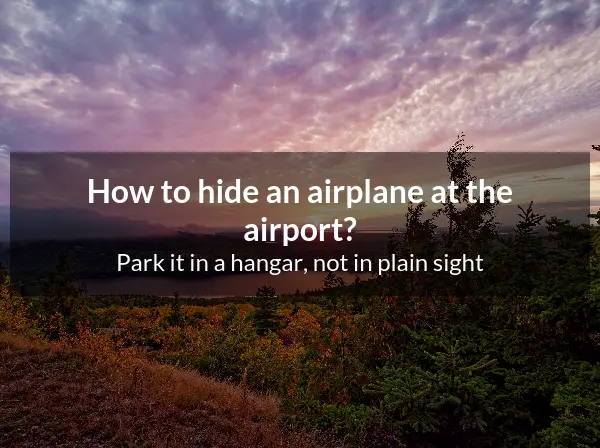 How to hide an airplane at the
airport?
Park it in a hangar, not in plain sight